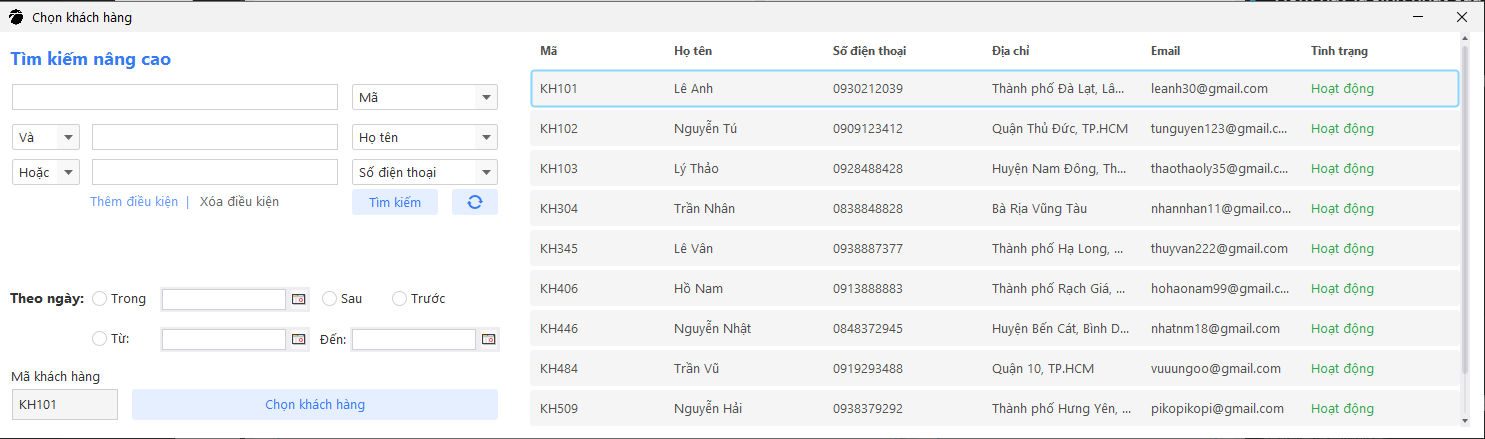 Chọn khách hàng
Tìm kiếm nâng cao
Mã
Và Họ tên
Hoặc Số điện thoại
Thêm điều kiện | Xóa điều kiện Tìm kiếm
Theo ngày: Trong Sau Trước
Từ: Đến:
Mã khách hàng
KH101 Chọn khách hàng
Mã Họ tên Số điện thoại Địa chỉ Email Tình trạng
KH101 Lê Anh 0930212039 Thành phố Đà Lạt, Lâ... leanh30@gmail.com Hoạt động
KH102 Nguyễn Tú 0909123412 Quận Thủ Đức, TP.HCM tunguyen123@gmail.c... Hoạt động
KH103 Lý Thảo 0928488428 Huyện Nam Đông, Th... thaothaoly35@gmail.c... Hoạt động
KH304 Trần Nhân 0838848828 Bà Rịa Vũng Tàu nhannhan11@gmail.co... Hoạt động
KH345 Lê Vân 0938887377 Thành phố Hạ Long, ... thuyvan222@gmail.com Hoạt động
KH406 Hồ Nam 0913888883 Thành phố Rạch Giá, ... hohaonam99@gmail.com Hoạt động
KH446 Nguyễn Nhật 0848372945 Huyện Bến Cát, Bình D... nhatnm18@gmail.com Hoạt động
KH484 Trần Vũ 0919293488 Quận 10, TP.HCM vuuungoo@gmail.com Hoạt động
KH509 Nguyễn Hải 0938379292 Thành phố Hưng Yên, ... pikopikopi@gmail.com Hoạt động